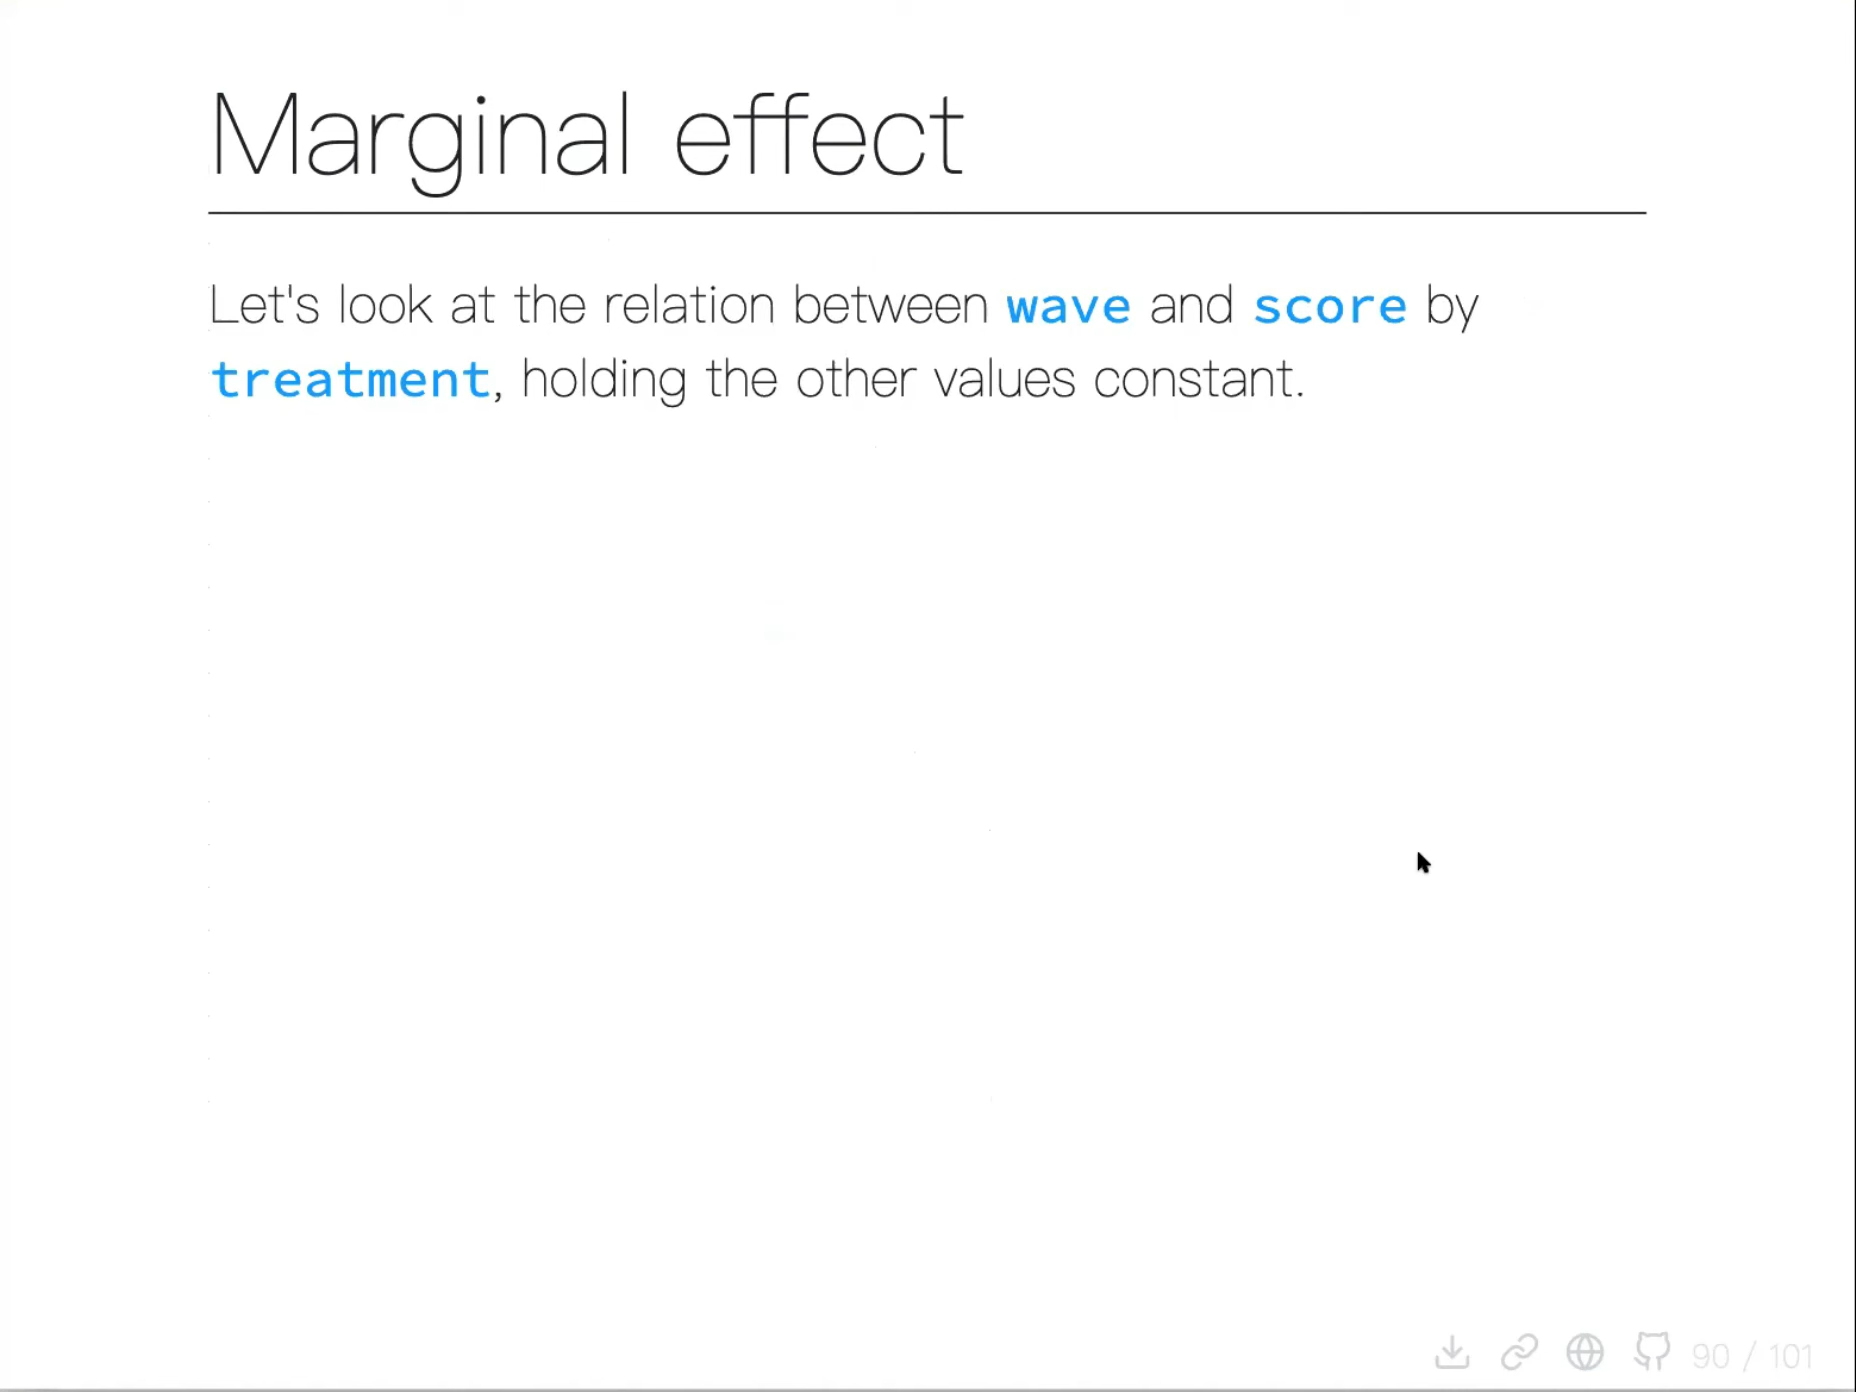 Marginal effect
Let's look at the relation between wave and score by
treatment, holding the other values constant.
90 / 101